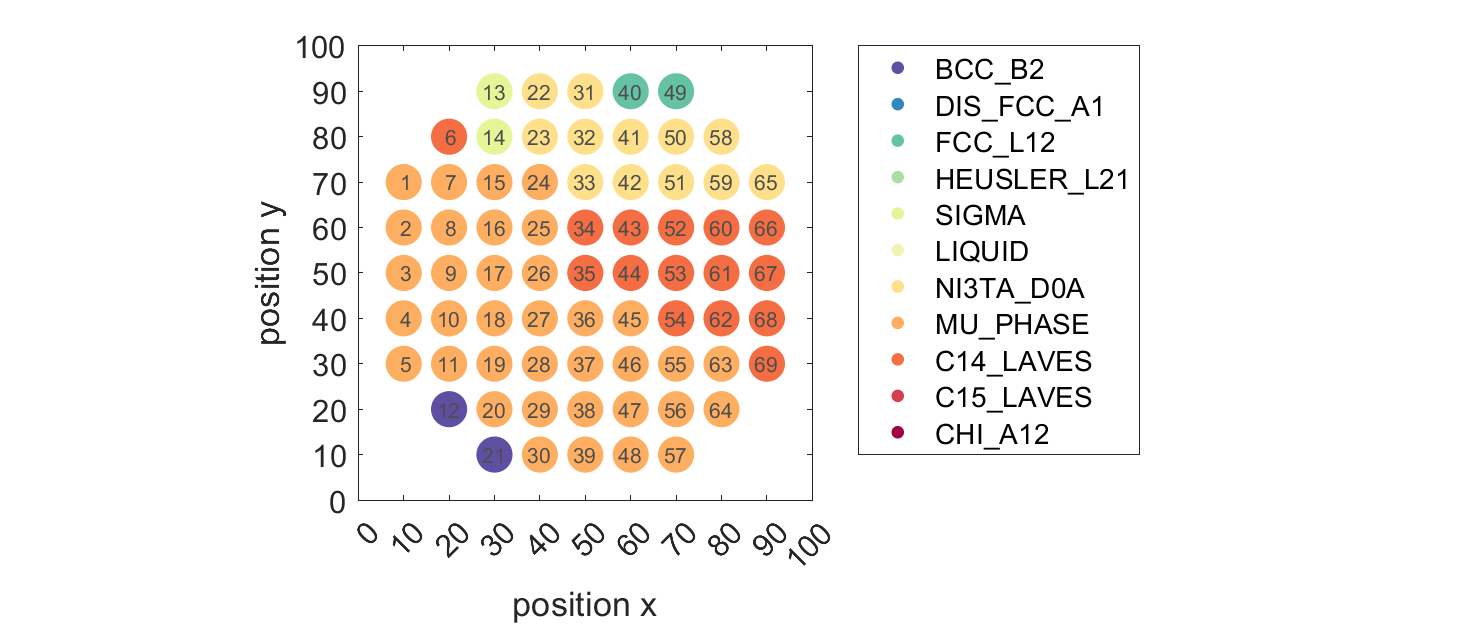 100
90
80
70
60
50
40
30
20
10
0
position y
13 22 31 40 49
6 14 23 32 41 50 58
1 7 15 24 33 42 51 59 65
2 8 16 25 34 43 52 60 66
3 9 17 26 35 44 53 61 67
4 10 18 27 36 45 54 62 68
5 11 19 28 37 46 55 63 69
12 20 29 38 47 56 64
21 30 39 48 57
0 10 20 30 40 50 60 70 80 90 100
position x
BCC_B2
DIS_FCC_A1
FCC_L12
HEUSLER_L21
SIGMA
LIQUID
NI3TA_D0A
MU_PHASE
C14_LAVES
C15_LAVES
CHI_A12